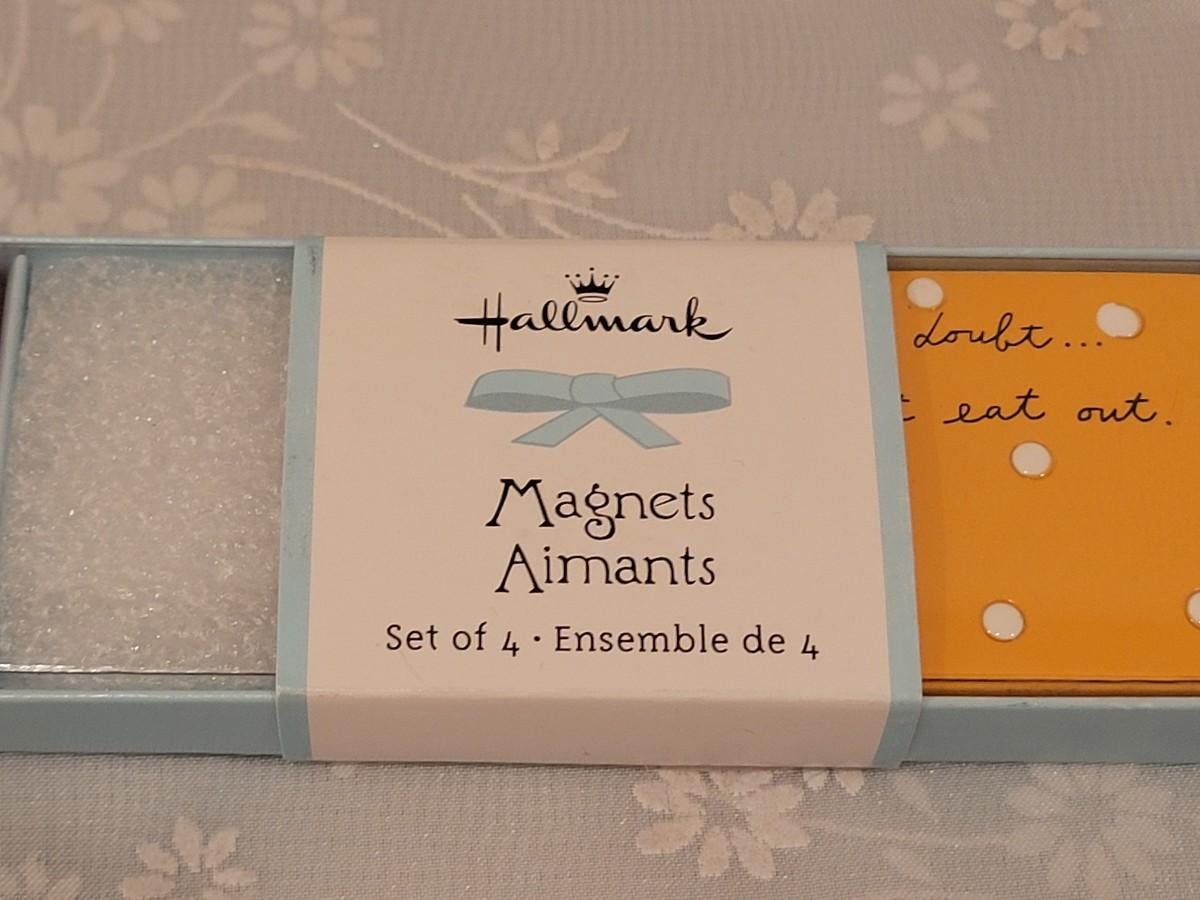 Hallmark
Magnets
Aimants
Set of 4 · Ensemble de 4
doubt...
eat out.